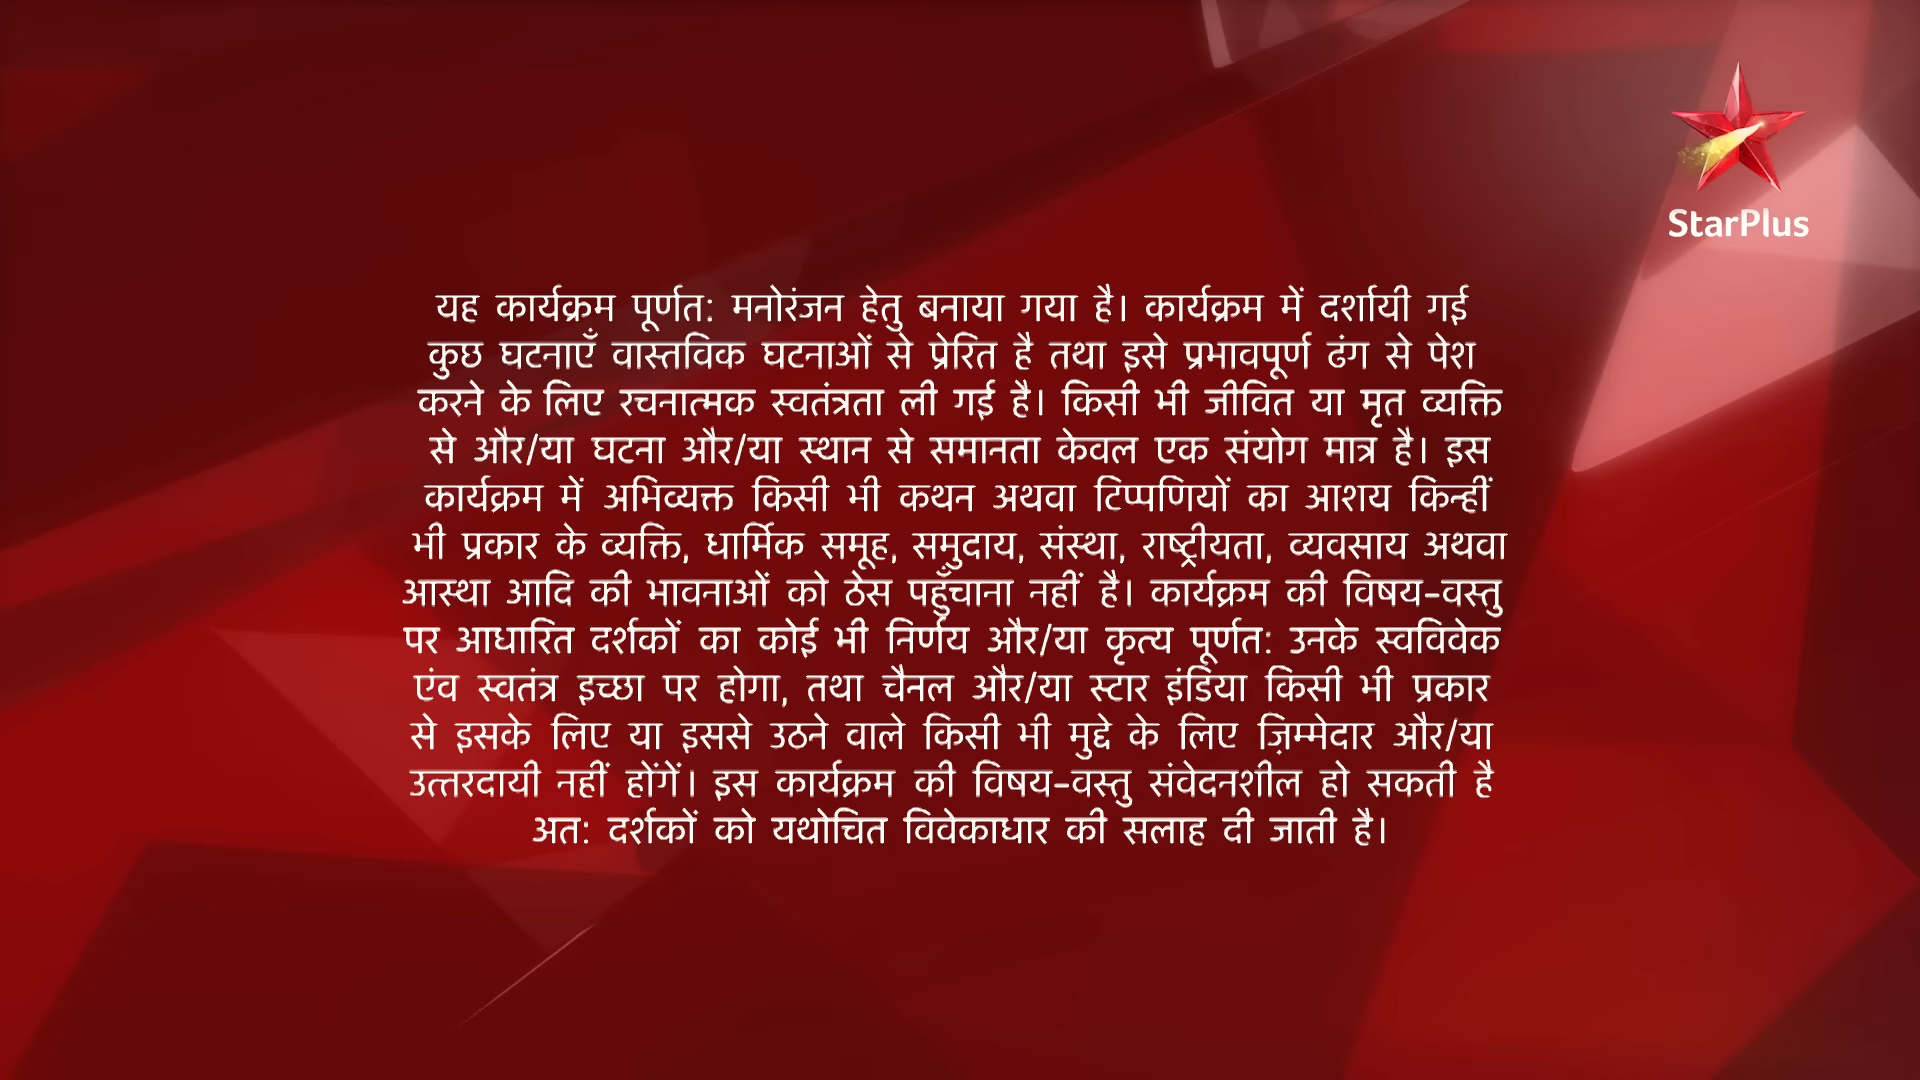 StarPlus
यह कार्यक्रम पूर्णत: मनोरंजन हेतु बनाया गया है। कार्यक्रम में दर्शायी गई
कुछ घटनाएँ वास्तविक घटनाओं से प्रेरित है तथा इसे प्रभावपूर्ण ढंग से पेश
करने के लिए रचनात्मक स्वतंत्रता ली गई है। किसी भी जीवित या मृत व्यक्ति
से और/या घटना और/या स्थान से समानता केवल एक संयोग मात्र है। इस
कार्यक्रम में अभिव्यक्त किसी भी कथन अथवा टिप्पणियों का आशय किन्हीं
भी प्रकार के व्यक्ति, धार्मिक समूह, समुदाय, संस्था, राष्ट्रीयता, व्यवसाय अथवा
आस्था आदि की भावनाओं को ठेस पहुँचाना नहीं है। कार्यक्रम की विषय-वस्तु
पर आधारित दर्शकों का कोई भी निर्णय और/या कृत्य पूर्णत: उनके स्वविवेक
एंव स्वतंत्र इच्छा पर होगा, तथा चैनल और/या स्टार इंडिया किसी भी प्रकार
से इसके लिए या इससे उठने वाले किसी भी मुद्दे के लिए ज़िम्मेदार और/या
उत्तरदायी नहीं होंगें। इस कार्यक्रम की विषय-वस्तु संवेदनशील हो सकती है
अत: दर्शकों को यथोचित विवेकाधार की सलाह दी जाती है।